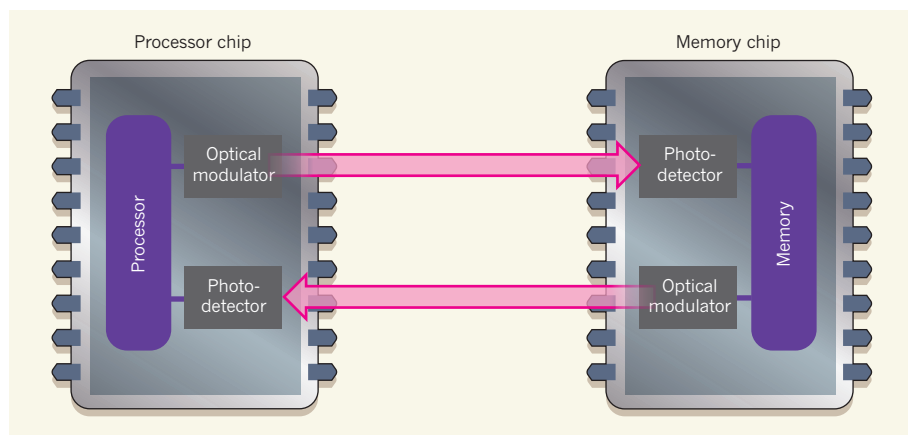 Processor chip
Memory chip
Processor
Optical
modulator
Photo-
detector
Photo-
detector
Optical
modulator
Memory